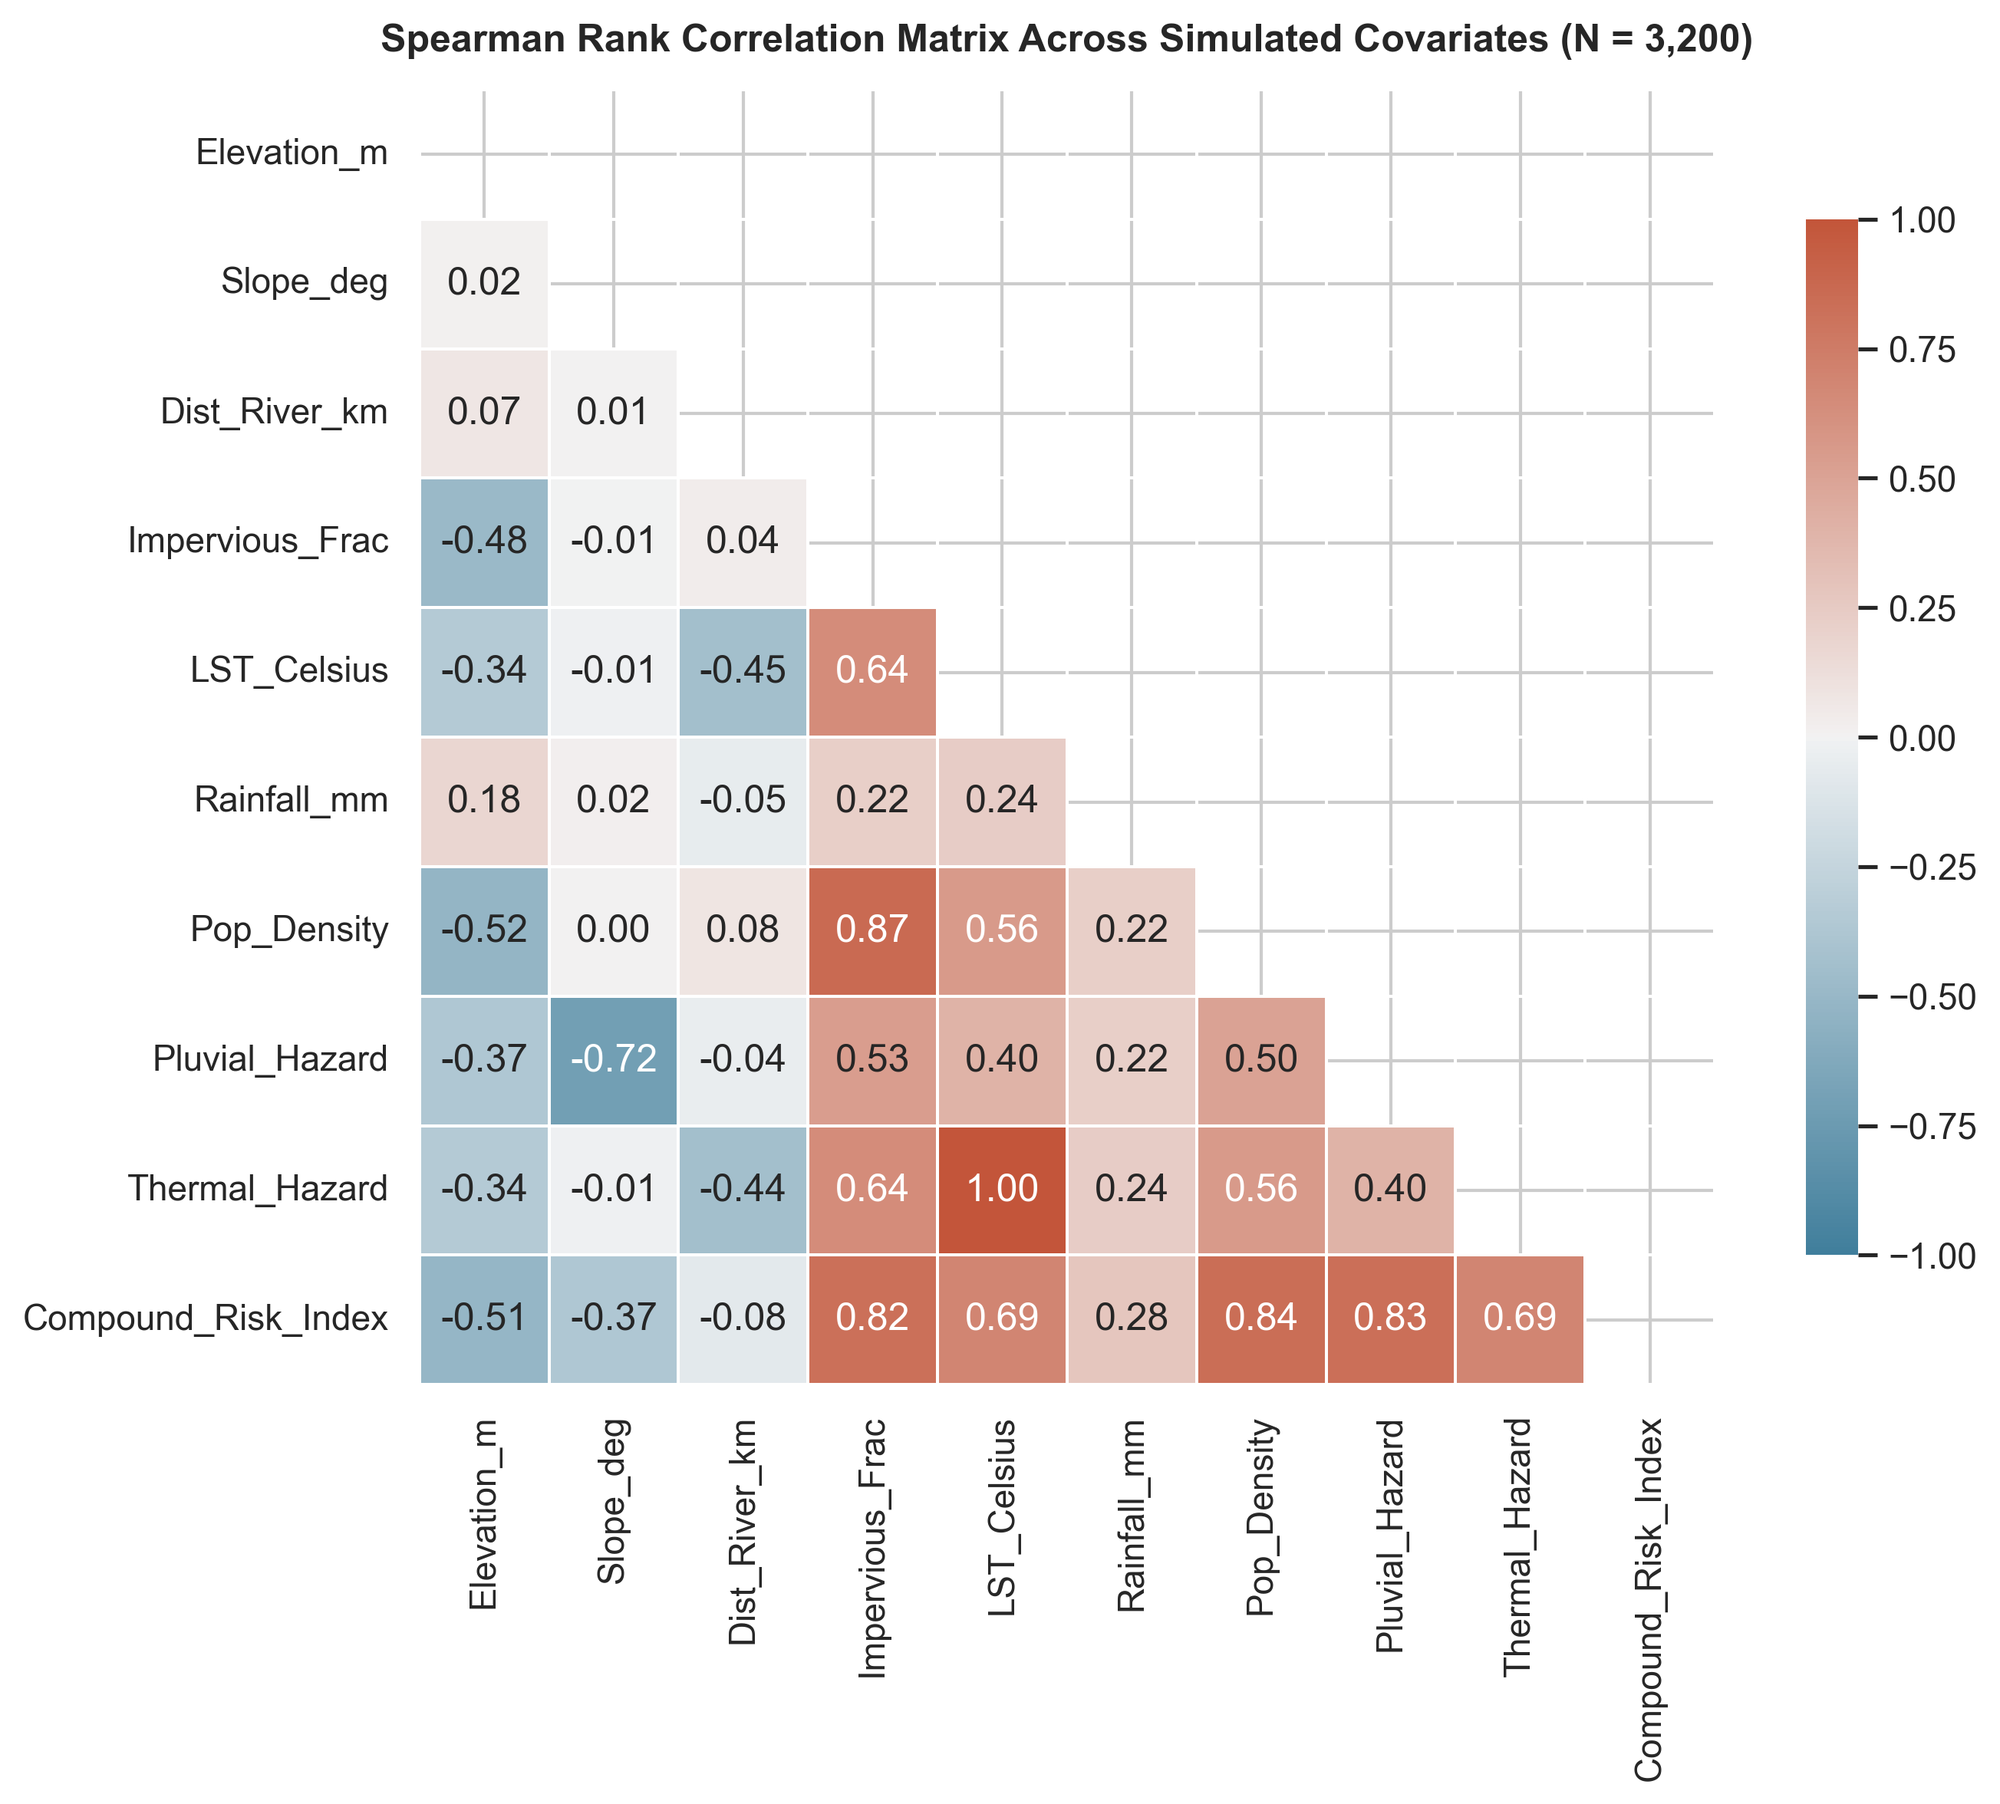 Spearman Rank Correlation Matrix Across Simulated Covariates (N = 3,200)
Elevation_m
Slope_deg 0.02
Dist_River_km 0.07 0.01
Impervious_Frac -0.48 -0.01 0.04
LST_Celsius -0.34 -0.01 -0.45 0.64
Rainfall_mm 0.18 0.02 -0.05 0.22 0.24
Pop_Density -0.52 0.00 0.08 0.87 0.56 0.22
Pluvial_Hazard -0.37 -0.72 -0.04 0.53 0.40 0.22 0.50
Thermal_Hazard -0.34 -0.01 -0.44 0.64 1.00 0.24 0.56 0.40
Compound_Risk_Index -0.51 -0.37 -0.08 0.82 0.69 0.28 0.84 0.83 0.69
Elevation_m
Slope_deg
Dist_River_km
Impervious_Frac
LST_Celsius
Rainfall_mm
Pop_Density
Pluvial_Hazard
Thermal_Hazard
Compound_Risk_Index
1.00
0.75
0.50
0.25
0.00
−0.25
−0.50
−0.75
−1.00